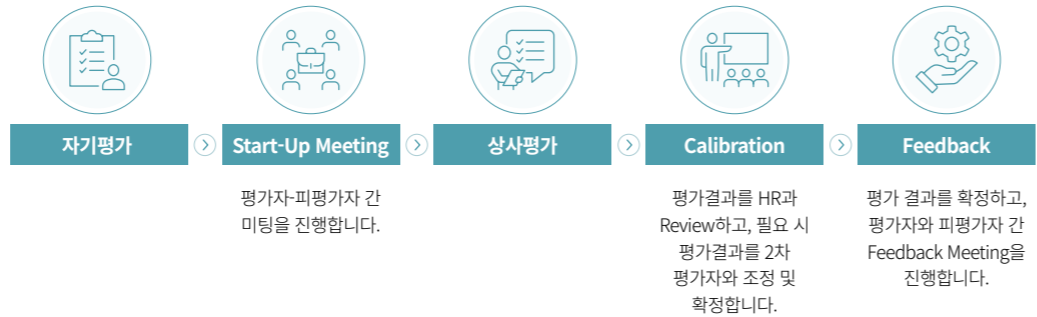 자기평가
Start-Up Meeting
상사평가
Calibration
Feedback
평가자-피평가자 간
미팅을 진행합니다.
평가결과를 HR과
Review하고, 필요 시
평가결과를 2차
평가자와 조정 및
확정합니다.
평가 결과를 확정하고,
평가자와 피평가자 간
Feedback Meeting을
진행합니다.